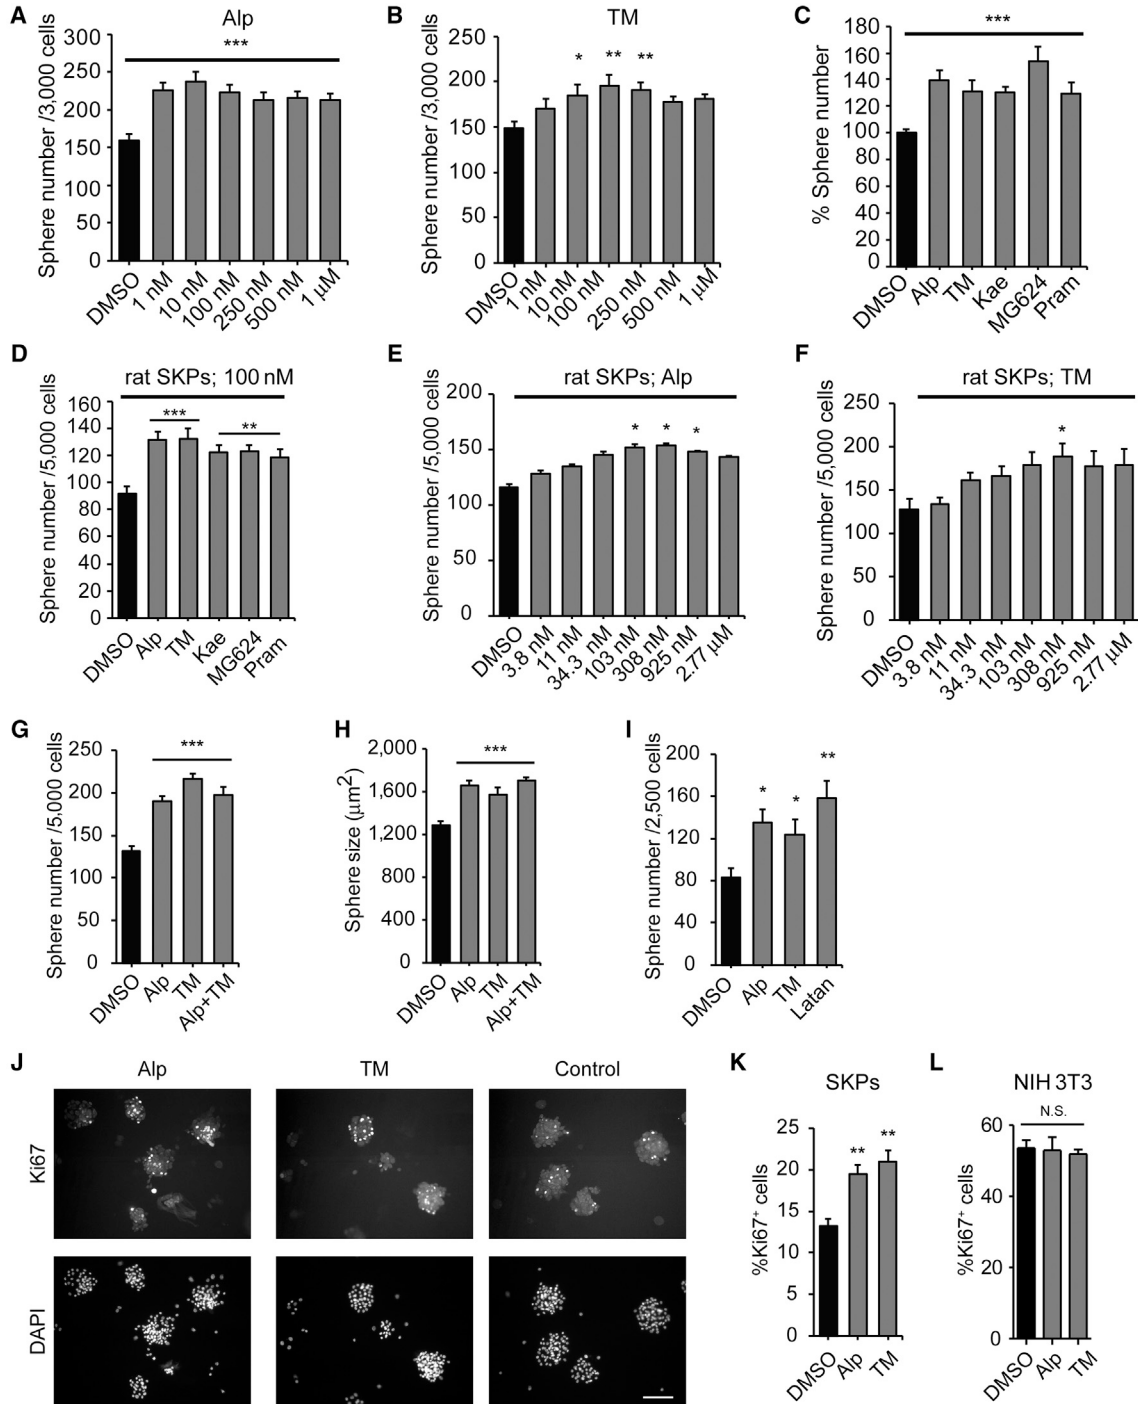 A
Alp
Sphere number /3,000 cells
300
250
200
150
100
50
0
***
DMSO
1 nM
10 nM
100 nM
250 nM
500 nM
1 μM
B
TM
Sphere number /3,000 cells
250
200
150
100
50
0
*
**
**
DMSO
1 nM
10 nM
100 nM
250 nM
500 nM
1 μM
C
% Sphere number
180
160
140
120
100
80
60
40
20
0
***
DMSO
Alp
TM
Kae
MG624
Pram
D
rat SKPs; 100 nM
Sphere number /5,000 cells
160
140
120
100
80
60
40
20
0
***
**
DMSO
Alp
TM
Kae
MG624
Pram
E
rat SKPs; Alp
Sphere number /5,000 cells
200
150
100
50
0
*
*
*
DMSO
3.8 nM
11 nM
34.3 nM
103 nM
308 nM
925 nM
2.77 μM
F
rat SKPs; TM
Sphere number /5,000 cells
250
200
150
100
50
0
*
DMSO
3.8 nM
11 nM
34.3 nM
103 nM
308 nM
925 nM
2.77 μM
G
Sphere number /5,000 cells
250
200
150
100
50
0
***
DMSO
Alp
TM
Alp+TM
H
Sphere size (μm²)
2,000
1,600
1,200
800
400
0
***
DMSO
Alp
TM
Alp+TM
I
Sphere number /2,500 cells
200
160
120
80
40
0
*
*
**
DMSO
Alp
TM
Latan
J
Alp
TM
Control
Ki67
DAPI
K
SKPs
%Ki67⁺ cells
25
20
15
10
5
0
**
**
DMSO
Alp
TM
L
NIH 3T3
N.S.
%Ki67⁺ cells
60
40
20
0
DMSO
Alp
TM